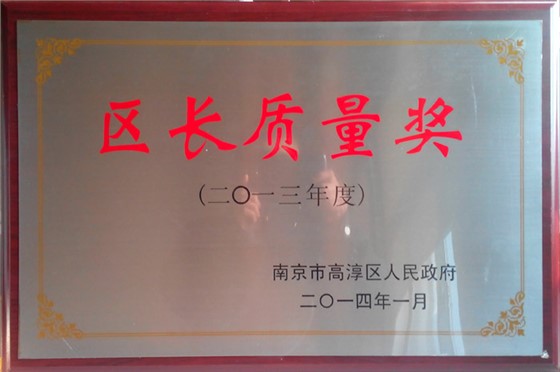 区长质量奖
(二〇一三年度)
南京市高淳区人民政府
二〇一四年一月